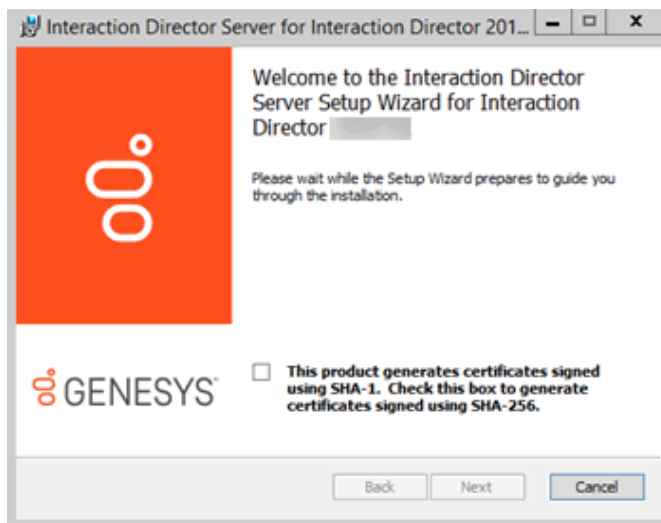 Interaction Director Server for Interaction Director 201...
Welcome to the Interaction Director
Server Setup Wizard for Interaction
Director
Please wait while the Setup Wizard prepares to guide you
through the installation.
This product generates certificates signed
using SHA-1. Check this box to generate
certificates signed using SHA-256.
GENESYS™
Back Next Cancel